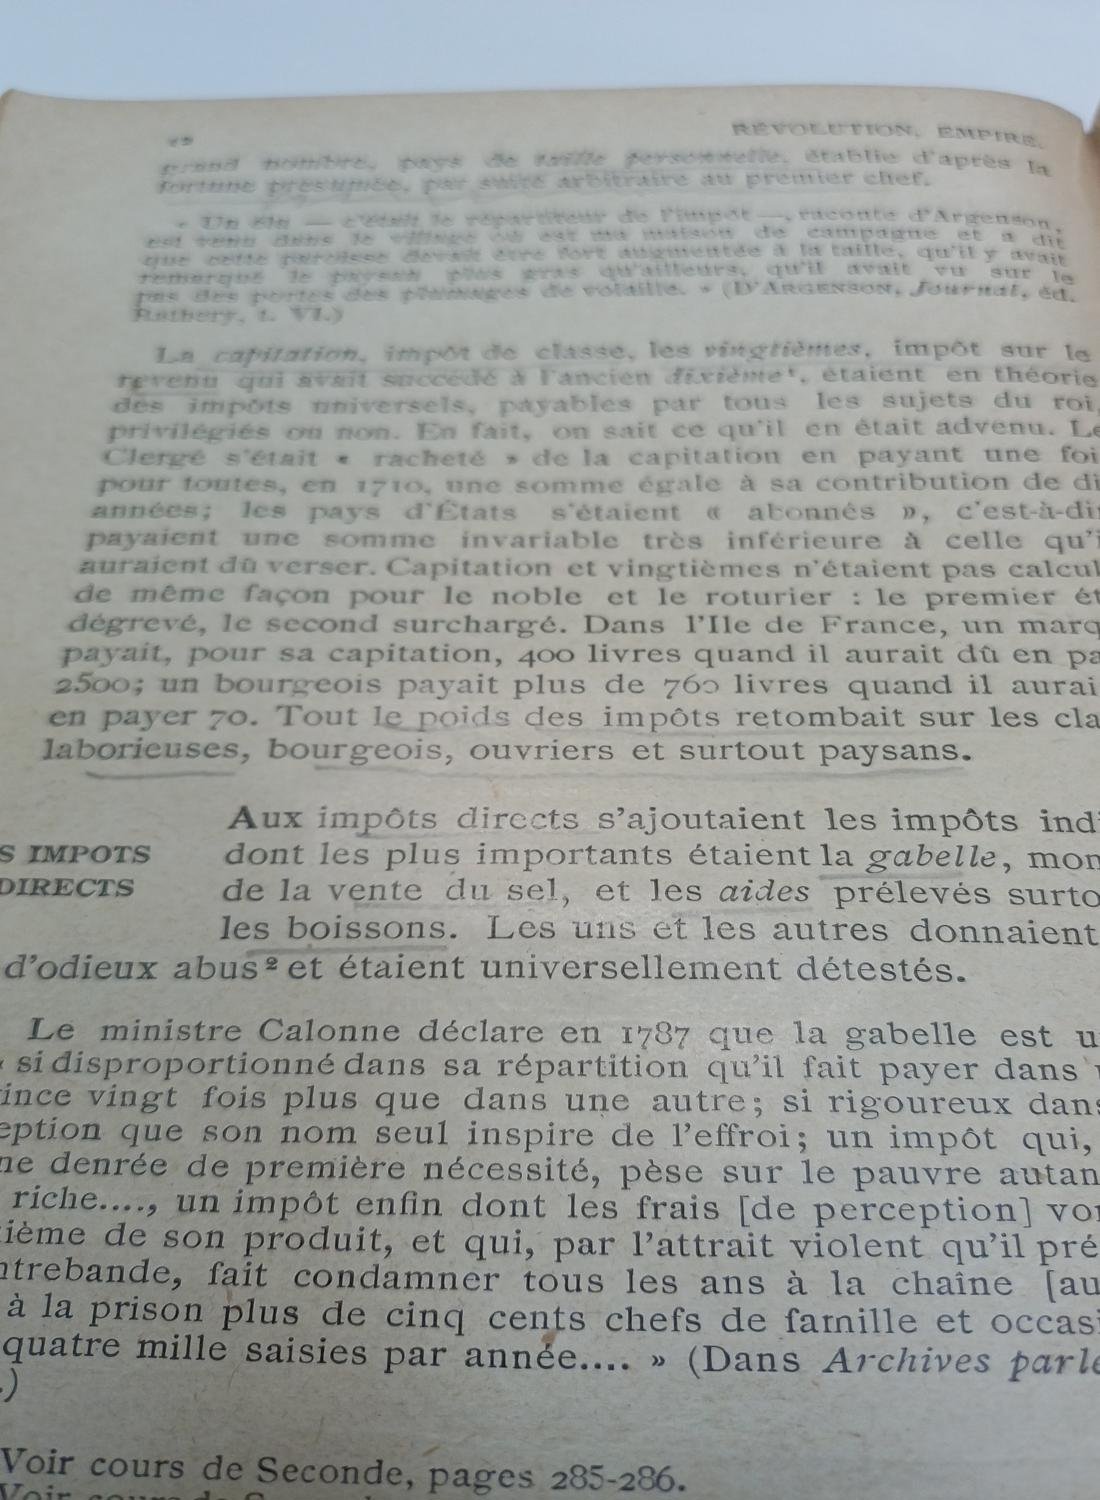 RÉVOLUTION, EMPIRE.
grand nombre, pays de taille personnelle, établie d'après la
fortune présumée, par suite arbitraire au premier chef.
« Un élu — c'était le répartiteur de l'impôt —, raconte d'Argenson,
est venu dans le village où est ma maison de campagne et a dit
que cette paroisse devait être fort augmentée à la taille, qu'il y avait
remarqué le paysan plus gras qu'ailleurs, qu'il avait vu sur le
pas des portes des plumages de volaille. » (D'ARGENSON, Journal, éd.
Rathery, t. VI.)
La capitation, impôt de classe, les vingtièmes, impôt sur le
revenu qui avait succédé à l'ancien dixième¹, étaient en théorie
des impôts universels, payables par tous les sujets du roi,
privilégiés ou non. En fait, on sait ce qu'il en était advenu. Le
Clergé s'était « racheté » de la capitation en payant une foi
pour toutes, en 1710, une somme égale à sa contribution de di
années; les pays d'États s'étaient « abonnés », c'est-à-dir
payaient une somme invariable très inférieure à celle qu'i
auraient dû verser. Capitation et vingtièmes n'étaient pas calcul
de même façon pour le noble et le roturier : le premier ét
dégrevé, le second surchargé. Dans l'Ile de France, un marq
payait, pour sa capitation, 400 livres quand il aurait dû en pa
2500; un bourgeois payait plus de 760 livres quand il aurai
en payer 70. Tout le poids des impôts retombait sur les cla
laborieuses, bourgeois, ouvriers et surtout paysans.
S IMPOTS
DIRECTS
Aux impôts directs s'ajoutaient les impôts indi
dont les plus importants étaient la gabelle, mon
de la vente du sel, et les aides prélevés surto
les boissons. Les uns et les autres donnaient
d'odieux abus² et étaient universellement détestés.
Le ministre Calonne déclare en 1787 que la gabelle est u
« si disproportionné dans sa répartition qu'il fait payer dans
ince vingt fois plus que dans une autre; si rigoureux dans
eption que son nom seul inspire de l'effroi; un impôt qui,
ne denrée de première nécessité, pèse sur le pauvre autan
riche...., un impôt enfin dont les frais [de perception] von
ième de son produit, et qui, par l'attrait violent qu'il pré
ntrebande, fait condamner tous les ans à la chaîne [au
à la prison plus de cinq cents chefs de famille et occasi
quatre mille saisies par année.... » (Dans Archives parle
.)
Voir cours de Seconde, pages 285-286.